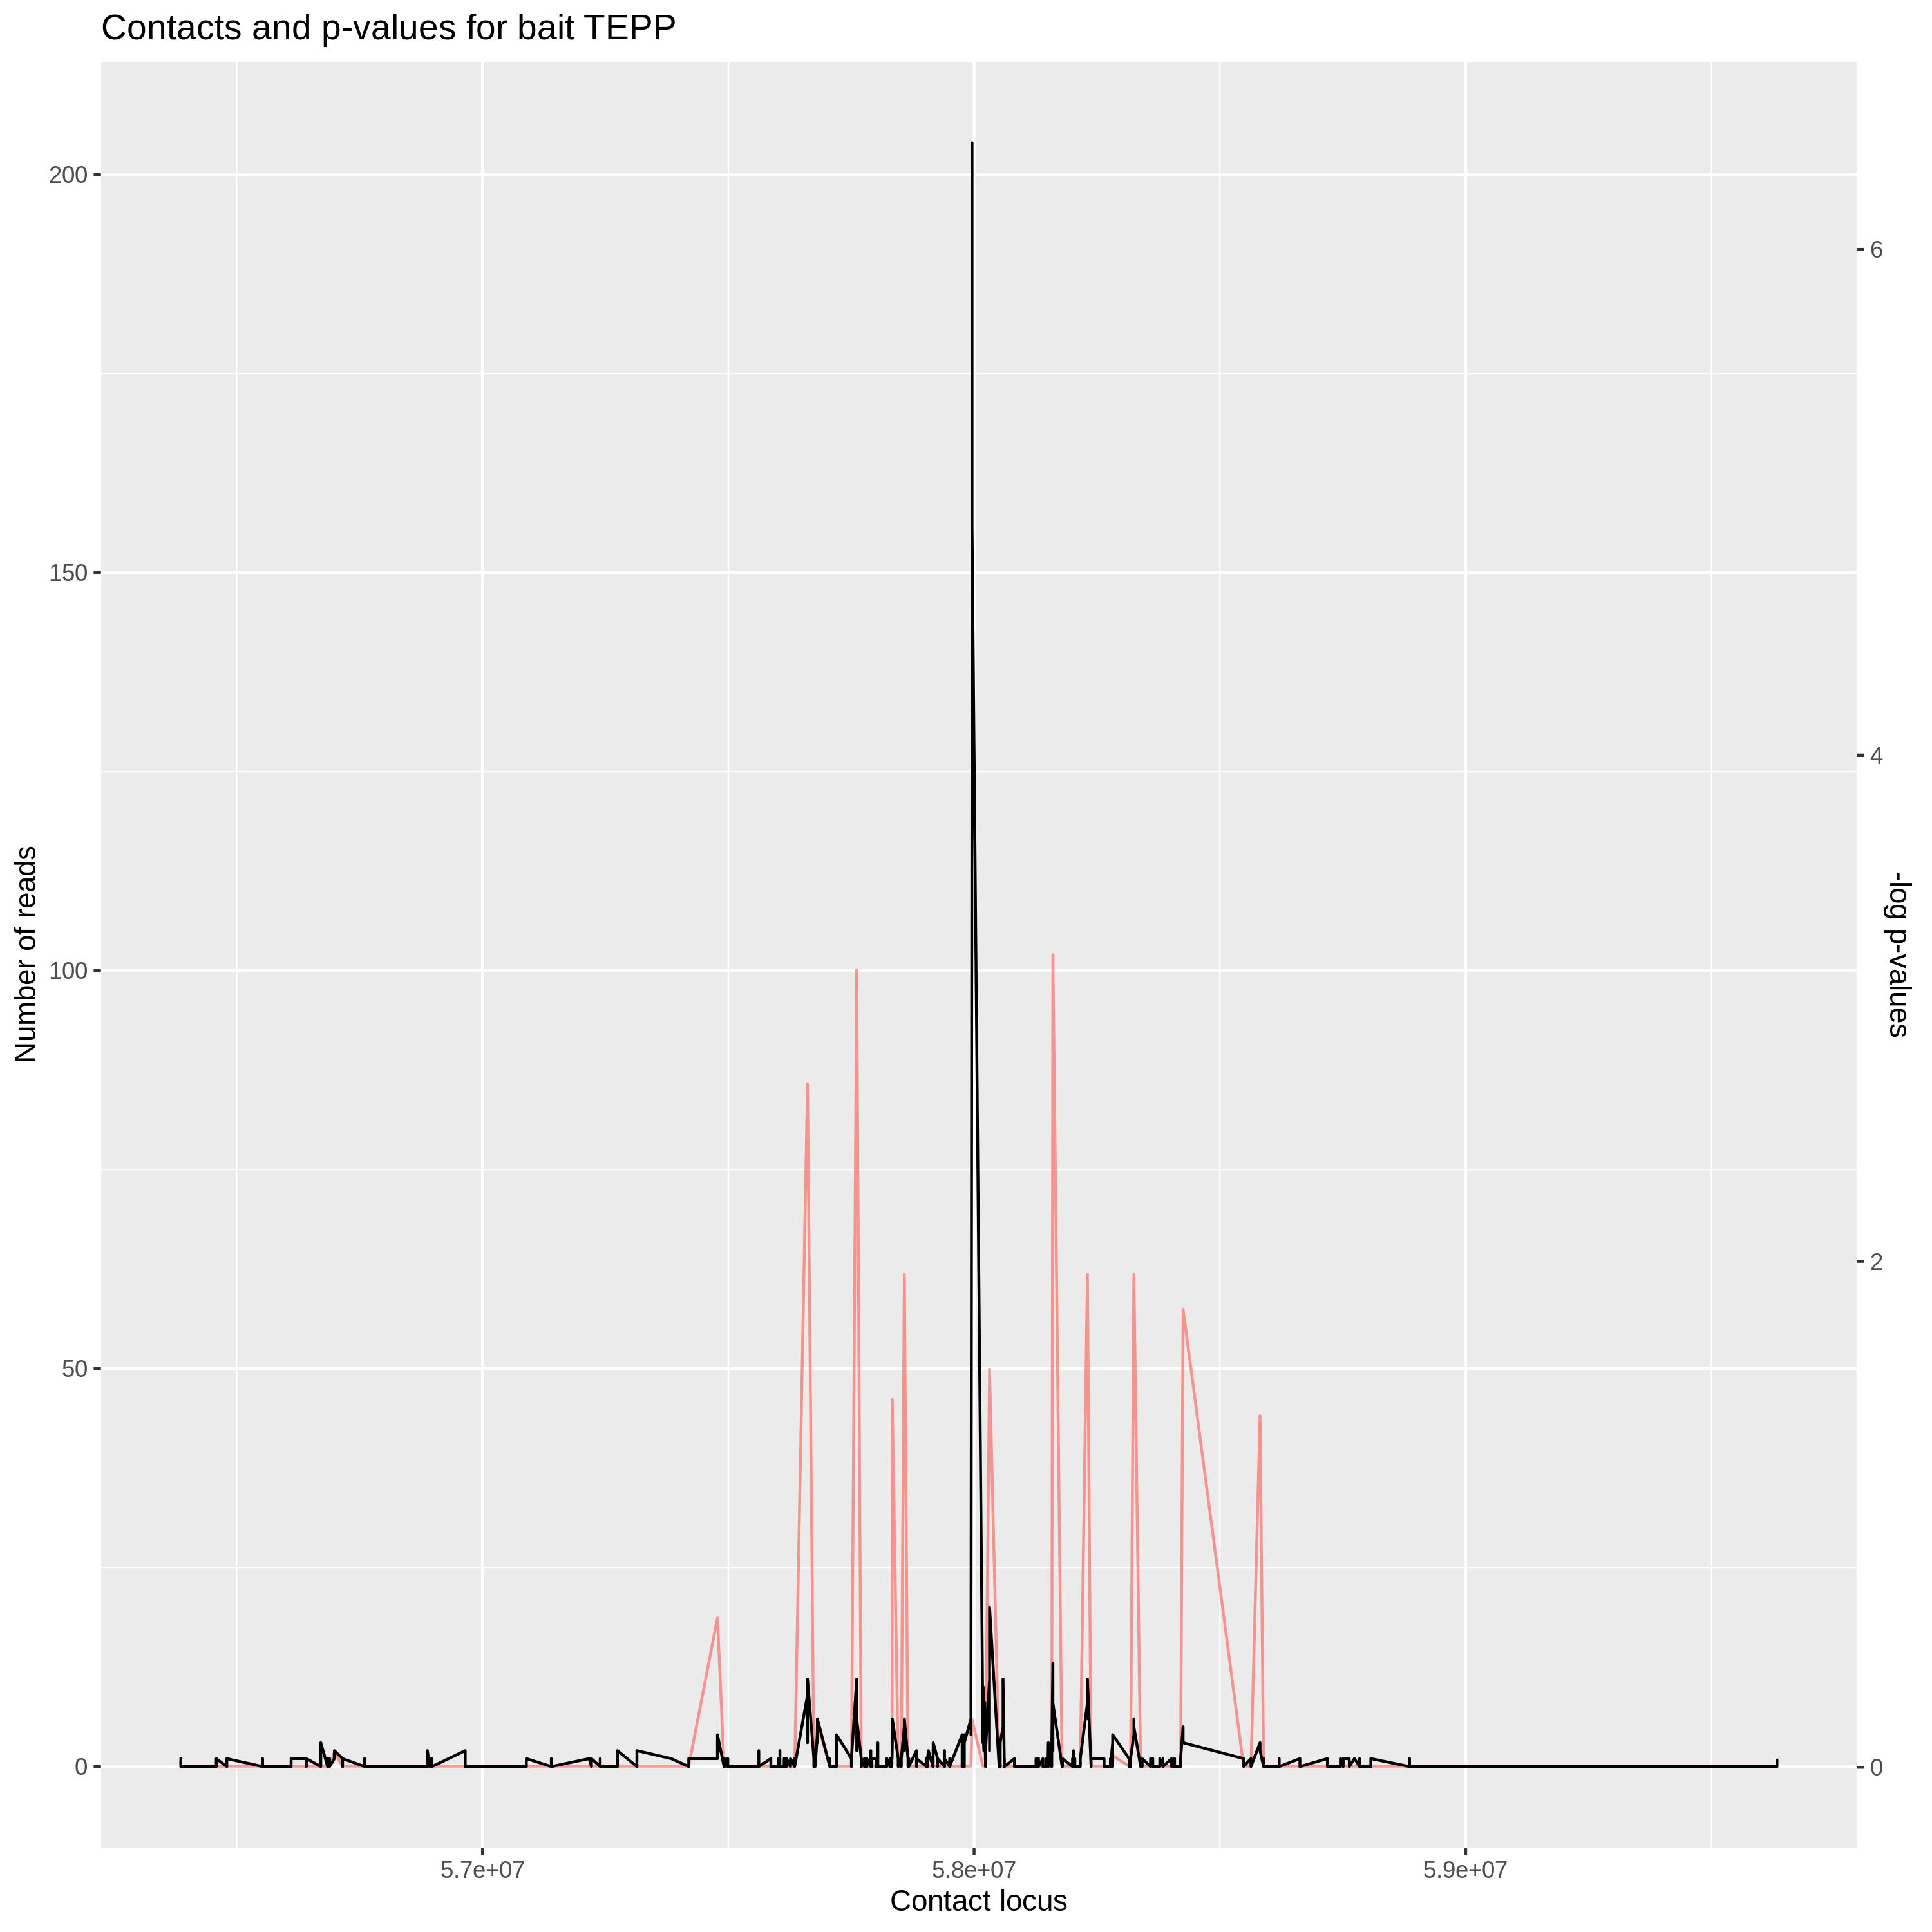 Contacts and p-values for bait TEPP
200
150
100
50
0
6
4
2
0
Number of reads
-log p-values
5.7e+07
5.8e+07
5.9e+07
Contact locus